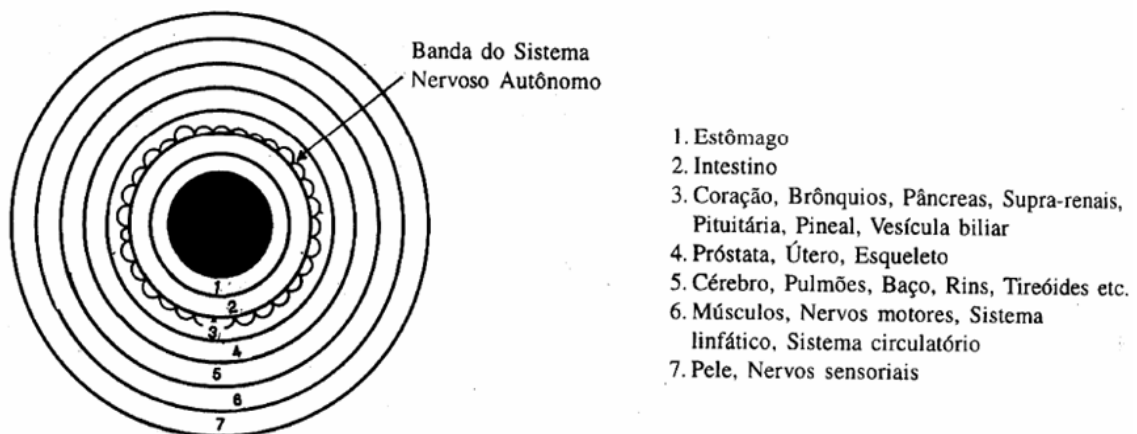 Banda do Sistema
Nervoso Autônomo
1. Estômago
2. Intestino
3. Coração, Brônquios, Pâncreas, Supra-renais,
Pituitária, Pineal, Vesícula biliar
4. Próstata, Útero, Esqueleto
5. Cérebro, Pulmões, Baço, Rins, Tireóides etc.
6. Músculos, Nervos motores, Sistema
linfático, Sistema circulatório
7. Pele, Nervos sensoriais
1
2
3
4
5
6
7